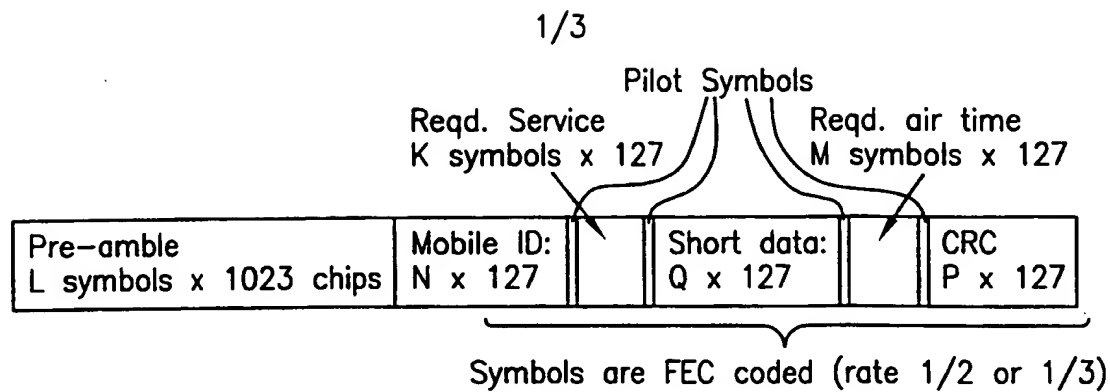 1/3
Pilot Symbols
Reqd. Service
K symbols x 127
Reqd. air time
M symbols x 127
Pre-amble
L symbols x 1023 chips
Mobile ID:
N x 127
Short data:
Q x 127
CRC
P x 127
Symbols are FEC coded (rate 1/2 or 1/3)